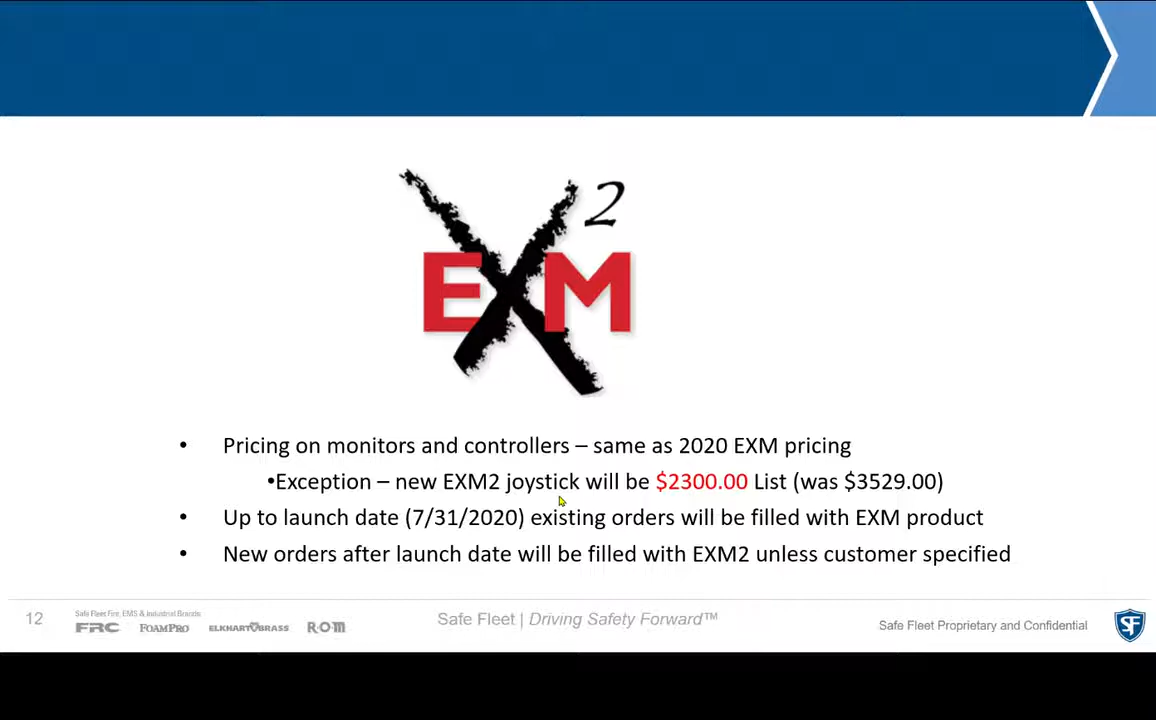 EXM2
• Pricing on monitors and controllers – same as 2020 EXM pricing
•Exception – new EXM2 joystick will be $2300.00 List (was $3529.00)
• Up to launch date (7/31/2020) existing orders will be filled with EXM product
• New orders after launch date will be filled with EXM2 unless customer specified
12
Safe Fleet Fire, EMS & Industrial Brands:
FRC FOAMPRO ELKHART BRASS R·O·M
Safe Fleet | Driving Safety Forward™
Safe Fleet Proprietary and Confidential
SF